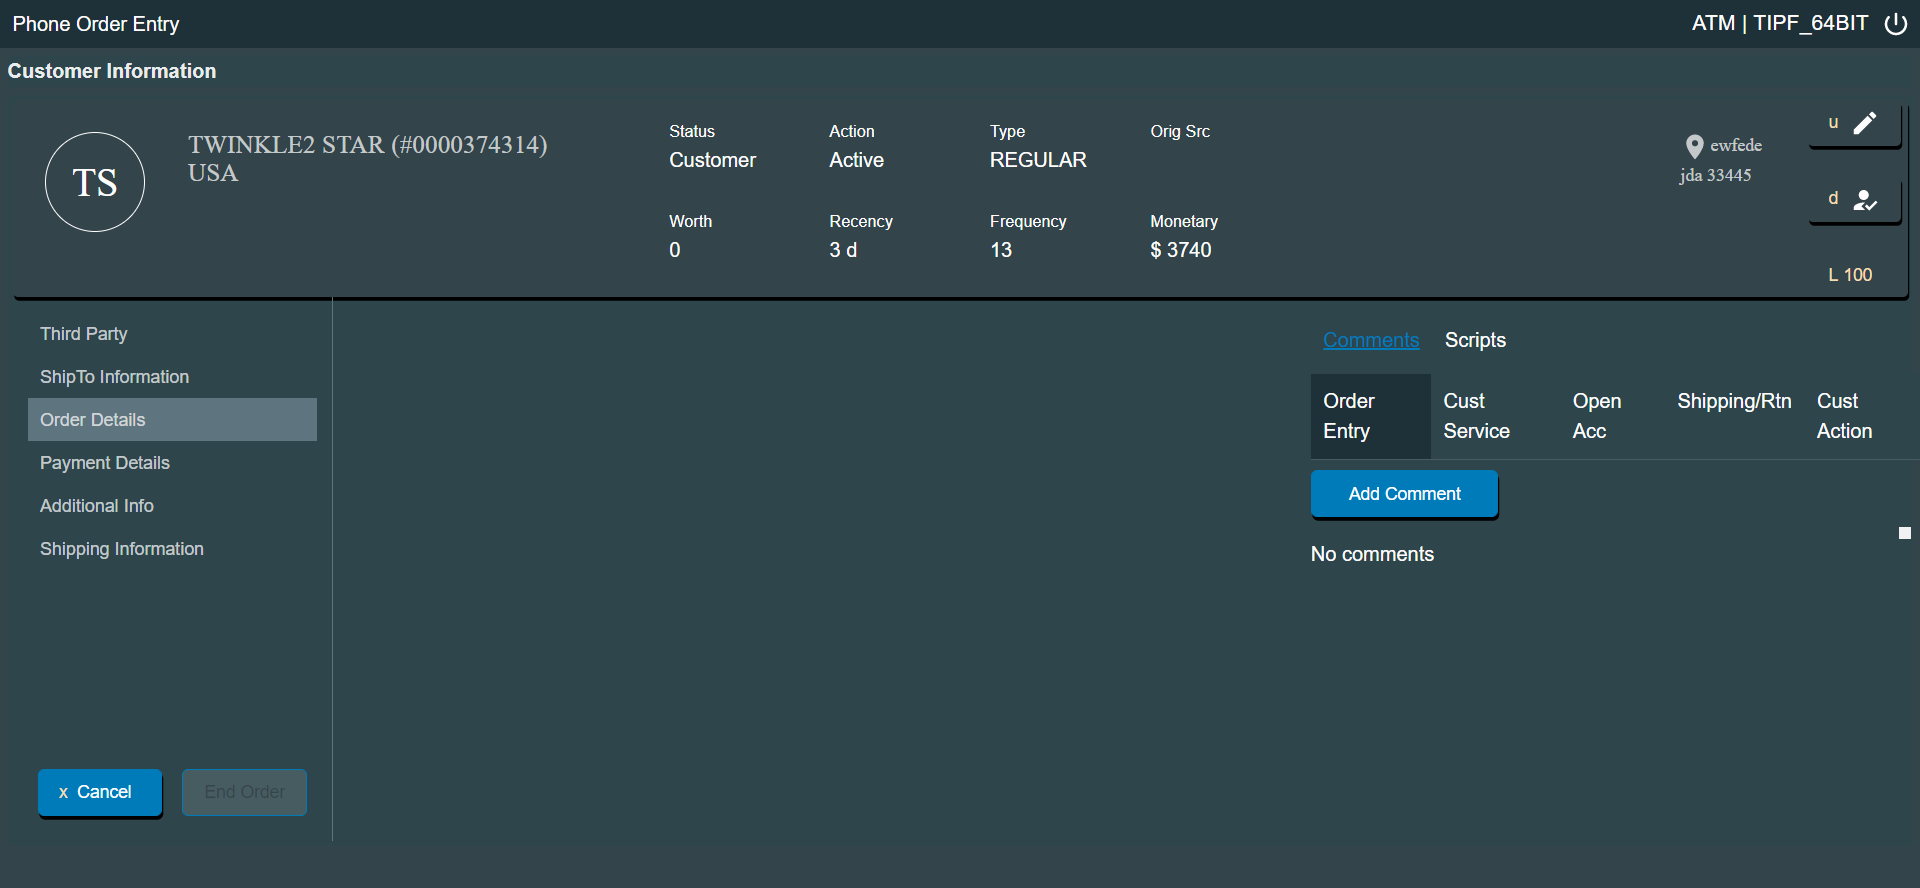 Phone Order Entry
ATM | TIPF_64BIT
Customer Information
TS
TWINKLE2 STAR (#0000374314)
USA
Status
Customer
Action
Active
Type
REGULAR
Orig Src
Worth
0
Recency
3 d
Frequency
13
Monetary
$ 3740
ewfede
jda 33445
u
d
L 100
Third Party
ShipTo Information
Order Details
Payment Details
Additional Info
Shipping Information
x Cancel
End Order
Comments
Scripts
Order
Entry
Cust
Service
Open
Acc
Shipping/Rtn
Cust
Action
Add Comment
No comments